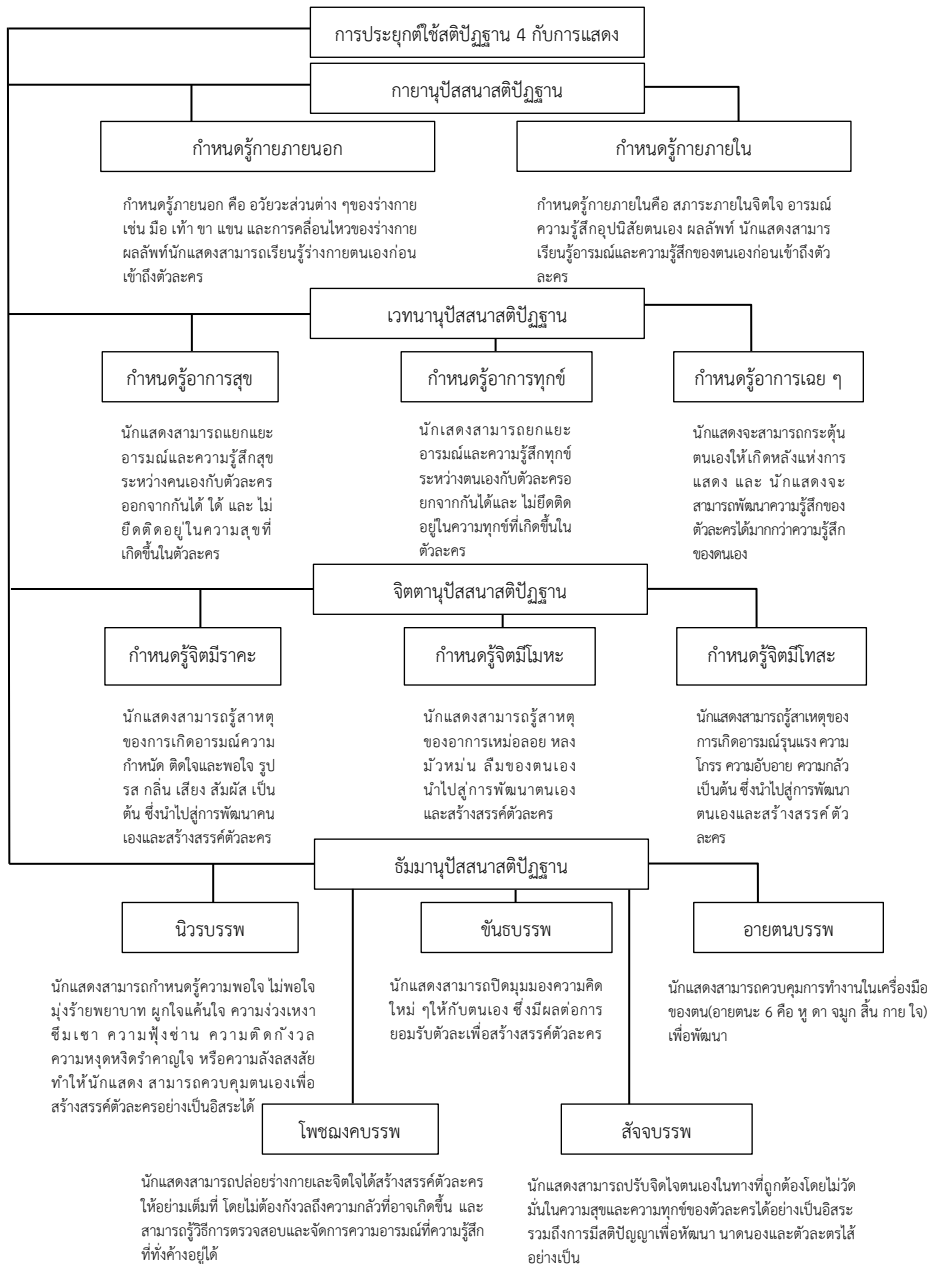 การประยุกต์ใช้สติปัฏฐาน 4 กับการแสดง
กายานุปัสสนาสติปัฏฐาน
กำหนดรู้กายภายนอก
กำหนดรู้กายภายใน
กำหนดรู้ภายนอก คือ อวัยวะส่วนต่าง ๆของร่างกาย
เช่น มือ เท้า ขา แขน และการคลื่อนไหวของร่างกาย
ผลลัพท์นักแสดงสามารถเรียนรู้ร่างกายตนเองก่อน
เข้าถึงตัวละคร
กำหนดรู้กายภายในคือ สภาระภายในจิตใจ อารมณ์
ความรู้สึกอุปนิสัยตนเอง ผลลัพท์ นักแสดงสามาร
เรียนรู้อารมณ์และความรู้สึกของตนเองก่อนเข้าถึงตัว
ละคร
เวทนานุปัสสนาสติปัฏฐาน
กำหนดรู้อาการสุข
กำหนดรู้อาการทุกข์
กำหนดรู้อาการเฉย ๆ
นักแสดงสามารถแยกแยะ
อารมณ์และความรู้สึกสุข
ระหว่างคนเองกับตัวละคร
ออกจากกันได้ ใด้ และ ไม่
ยึดติดอยู่ในความสุขที่
เกิดขึ้นในตัวละคร
นักเสดงสามารถยกแยะ
อารมณ์และความรู้สึกทุกข์
ระหว่างตนเองกับตัวละครอ
ยกจากกันได้และ ไม่ยึดติด
อยู่ในความทุกข์ที่เกิดขึ้นใน
ตัวละคร
นักแสดงจะสามารถกระตุ้น
ตนเองให้เกิดหลังแห่งการ
แสดง และ นักแสดงจะ
สามารถพัฒนาความรู้สึกของ
ตัวละครได้มากกว่าความรู้สึก
ของดนเอง
จิตตานุปัสสนาสติปัฏฐาน
กำหนดรู้จิตมีราคะ
กำหนดรู้จิตมีโมหะ
กำหนดรู้จิตมีโทสะ
นักแสดงสามารถรู้สาหตุ
ของการเกิดอารมณ์ความ
กำหนัด ติดใจและพอใจ รูป
รส กลิ่น เสียง สัมผัส เป็น
ต้น ซึ่งนำไปสู่การพัฒนาคน
เองและสร้างสรรค์ตัวละคร
นักแสดงสามารถรู้สาหตุ
ของอาการเหม่อลอย หลง
มัวหม่น ลืมของตนเอง
นำไปสู่การพัฒนาตนเอง
และสร้างสรรค์ตัวละคร
นักแสดงสามารถรู้สาเหตุของ
การเกิดอารมณ์รุนแรง ความ
โกรร ความอับอาย ความกลัว
เป็นต้น ซึ่งนำไปสู่การพัฒนา
ตนเองและสร้างสรรค์ ตัว
ละคร
ธัมมานุปัสสนาสติปัฏฐาน
นิวรบรรพ
ขันธบรรพ
อายตนบรรพ
นักแสดงสามารถกำหนดรู้ความพอใจ ไม่พอใจ
มุ่งร้ายพยาบาท ผูกใจแค้นใจ ความง่วงเหงา
ซึมเซา ความฟุ้งซ่าน ความติดกังวล
ความหงุดหงิดรำคาญใจ หรือความลังลสงสัย
ทำให้นักแสดง สามารถควบคุมตนเองเพื่อ
สร้างสรรค์ตัวละครอย่างเป็นอิสระได้
นักแสดงสามารถปิดมุมมองความคิด
ใหม่ ๆให้กับตนเอง ซึ่งมีผลต่อการ
ยอมรับตัวละเพื่อสร้างสรรค์ตัวละคร
นักแสดงสามารถควบคุมการทำงานในเครื่องมือ
ของตน(อายตนะ 6 คือ หู ดา จมูก สิ้น กาย ใจ)
เพื่อพัฒนา
โพชฌงคบรรพ
สัจจบรรพ
นักแสดงสามารถปล่อยร่างกายเละจิตใจได้สร้างสรรค์ตัวละคร
ให้อย่ามเต็มที่ โดยไม่ต้องกังวลถึงความกลัวที่อาจเกิดขึ้น และ
สามารถรู้วิธีการตรวจสอบและจัดการความอารมณ์ที่ความรู้สึก
ที่ทั่งค้างอยู่ได้
นักแสดงสามารถปรับจิดไจตนเองในทางที่ถูกต้องโดยไม่วัด
มั่นในความสุขและความทุกข์ของตัวละครได้อย่างเป็นอิสระ
รวมถึงการมีสติปัญญาเพื่อหัฒนา นาดนองและตัวละตรไส้
อย่างเป็น